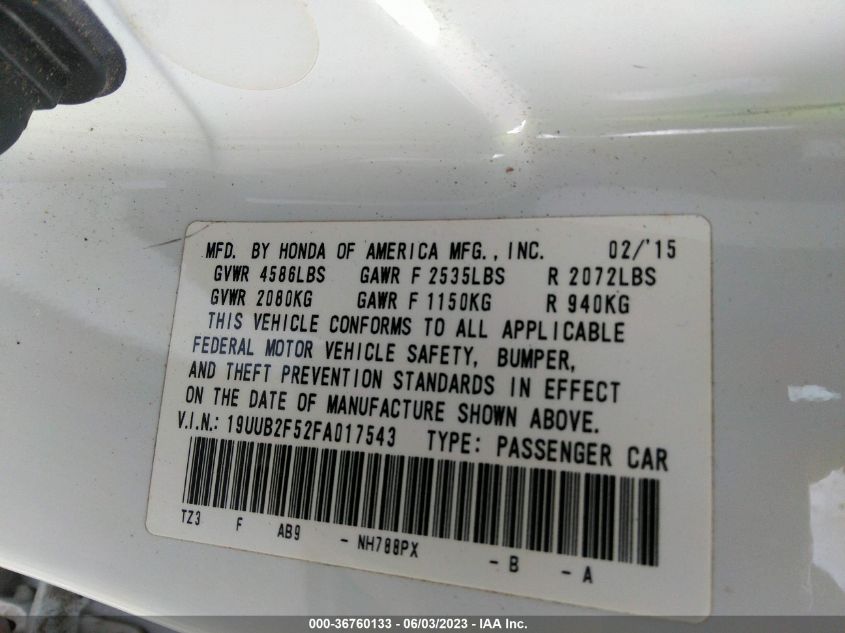 MFD. BY HONDA OF AMERICA MFG., INC. 02/'15
GVWR 4586LBS GAWR F 2535LBS R 2072LBS
GVWR 2080KG GAWR F 1150KG R 940KG
THIS VEHICLE CONFORMS TO ALL APPLICABLE
FEDERAL MOTOR VEHICLE SAFETY, BUMPER,
AND THEFT PREVENTION STANDARDS IN EFFECT
ON THE DATE OF MANUFACTURE SHOWN ABOVE.
V.I.N.: 19UUB2F52FA017543 TYPE: PASSENGER CAR
TZ3 F AB9 - NH788PX - B - A
000-36760133 - 06/03/2023 - IAA Inc.